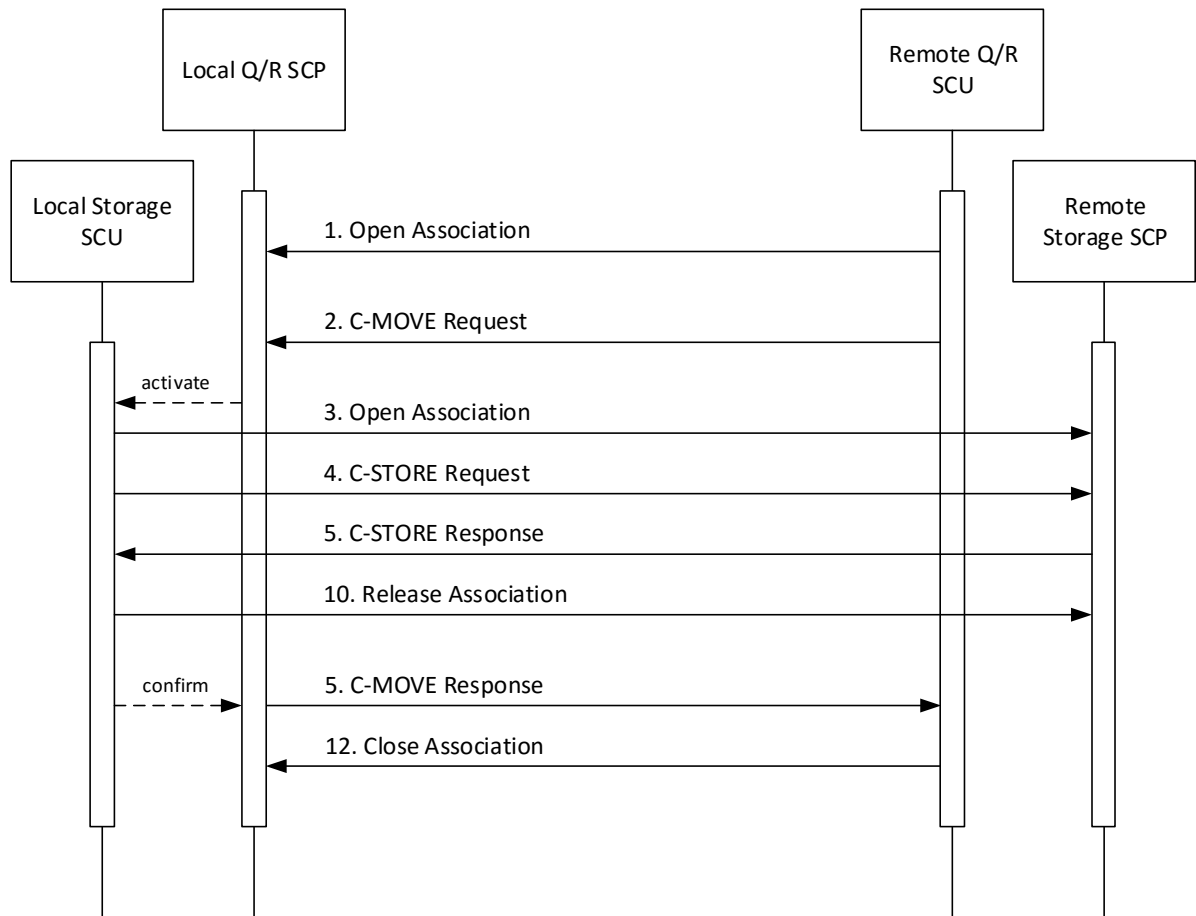 Local Q/R SCP
Remote Q/R
SCU
Local Storage
SCU
Remote
Storage SCP
1. Open Association
2. C-MOVE Request
activate
3. Open Association
4. C-STORE Request
5. C-STORE Response
10. Release Association
confirm
5. C-MOVE Response
12. Close Association